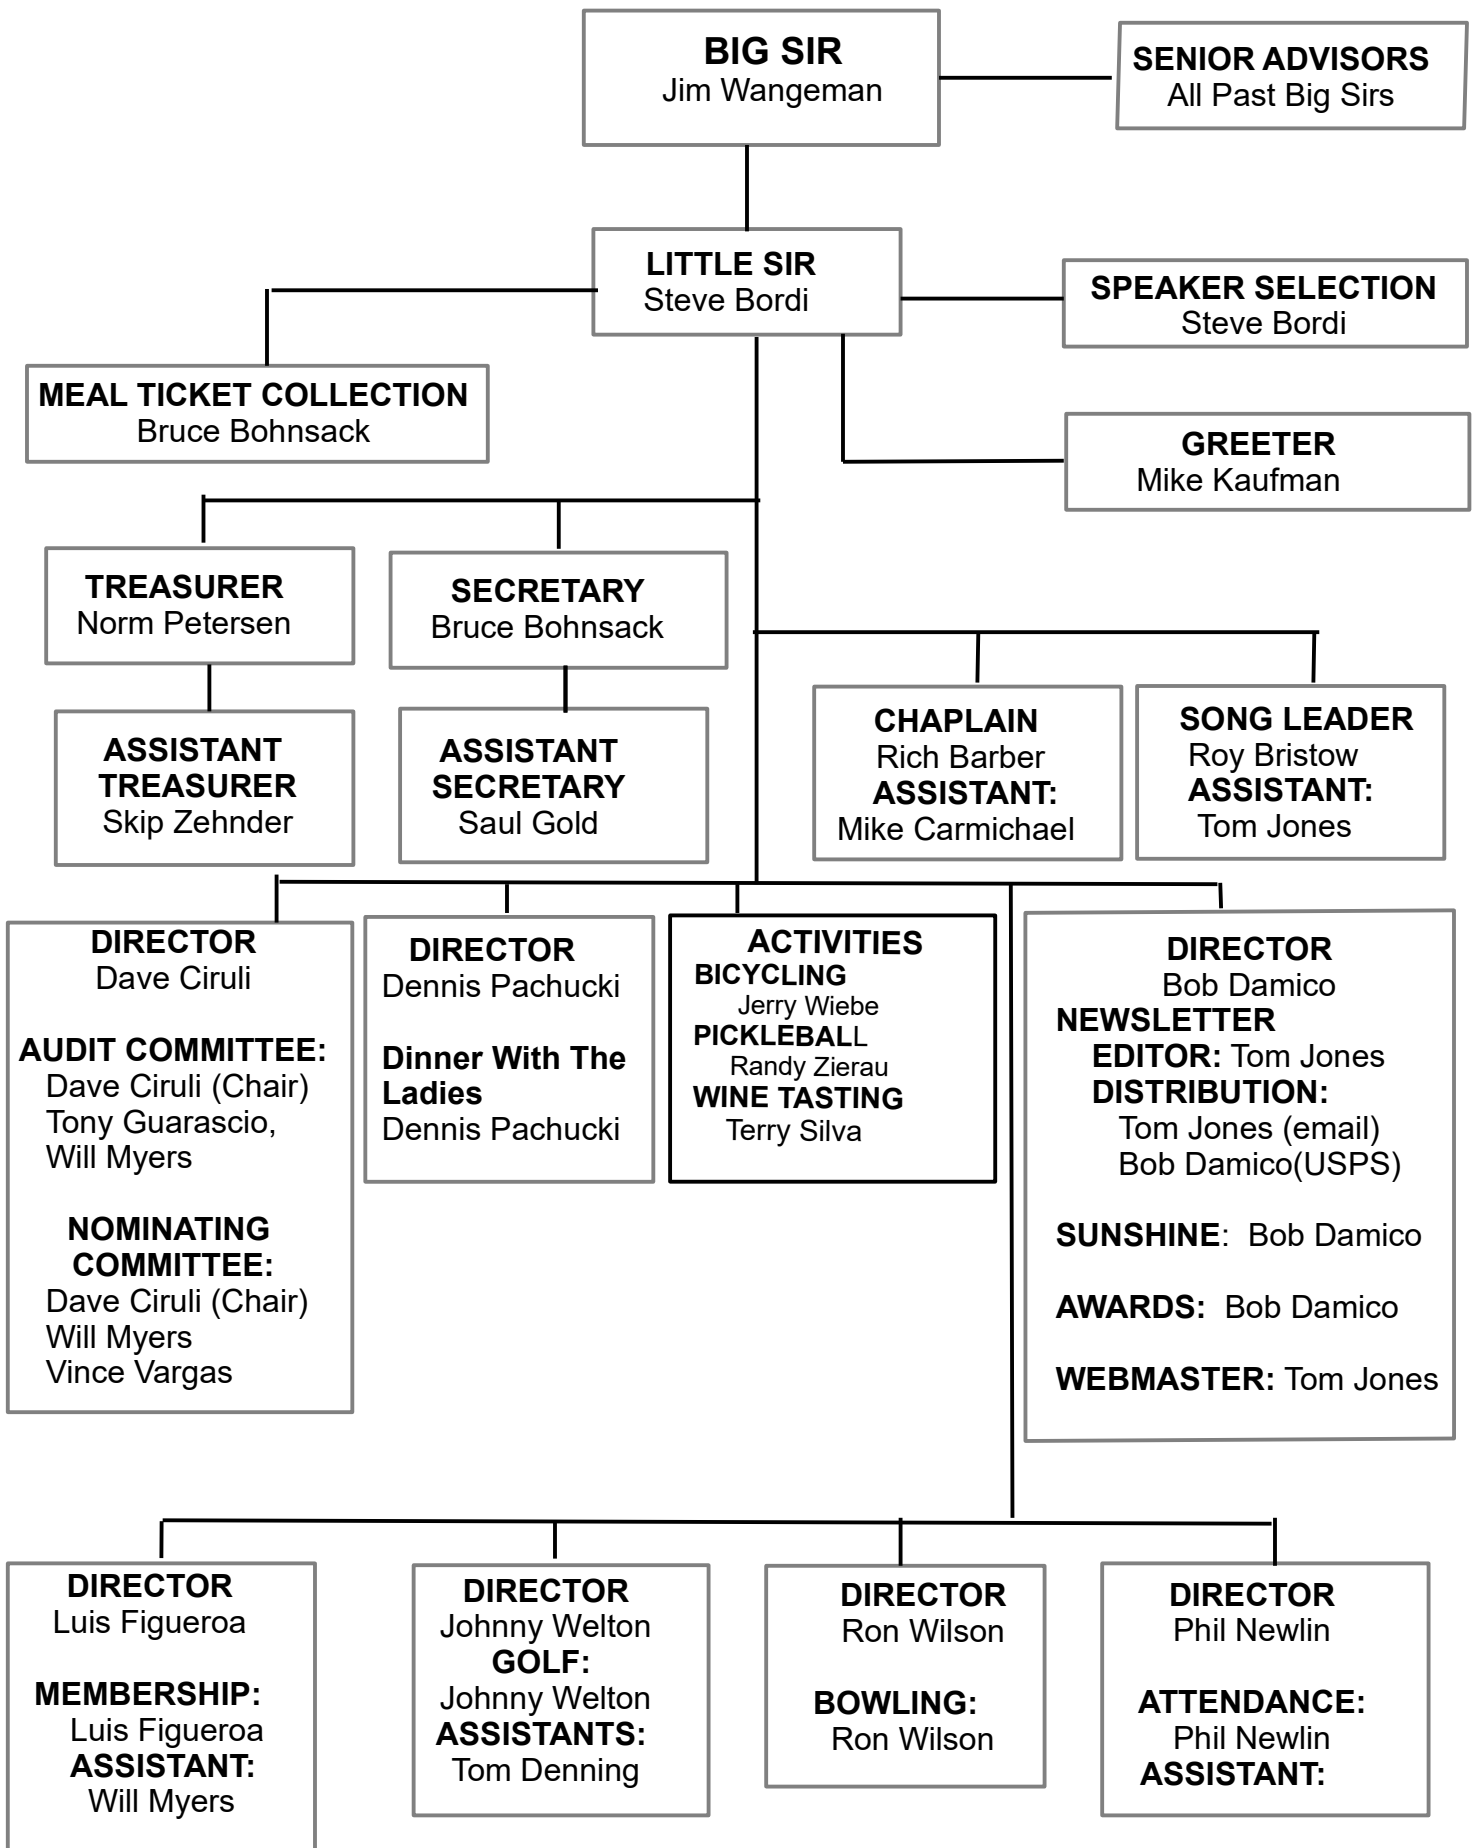 BIG SIR
Jim Wangeman
SENIOR ADVISORS
All Past Big Sirs
LITTLE SIR
Steve Bordi
SPEAKER SELECTION
Steve Bordi
MEAL TICKET COLLECTION
Bruce Bohnsack
GREETER
Mike Kaufman
TREASURER
Norm Petersen
SECRETARY
Bruce Bohnsack
ASSISTANT
TREASURER
Skip Zehnder
ASSISTANT
SECRETARY
Saul Gold
CHAPLAIN
Rich Barber
ASSISTANT:
Mike Carmichael
SONG LEADER
Roy Bristow
ASSISTANT:
Tom Jones
DIRECTOR
Dave Ciruli
AUDIT COMMITTEE:
Dave Ciruli (Chair)
Tony Guarascio,
Will Myers
NOMINATING
COMMITTEE:
Dave Ciruli (Chair)
Will Myers
Vince Vargas
DIRECTOR
Dennis Pachucki
Dinner With The
Ladies
Dennis Pachucki
ACTIVITIES
BICYCLING
Jerry Wiebe
PICKLEBALL
Randy Zierau
WINE TASTING
Terry Silva
DIRECTOR
Bob Damico
NEWSLETTER
EDITOR: Tom Jones
DISTRIBUTION:
Tom Jones (email)
Bob Damico(USPS)
SUNSHINE: Bob Damico
AWARDS: Bob Damico
WEBMASTER: Tom Jones
DIRECTOR
Luis Figueroa
MEMBERSHIP:
Luis Figueroa
ASSISTANT:
Will Myers
DIRECTOR
Johnny Welton
GOLF:
Johnny Welton
ASSISTANTS:
Tom Denning
DIRECTOR
Ron Wilson
BOWLING:
Ron Wilson
DIRECTOR
Phil Newlin
ATTENDANCE:
Phil Newlin
ASSISTANT: